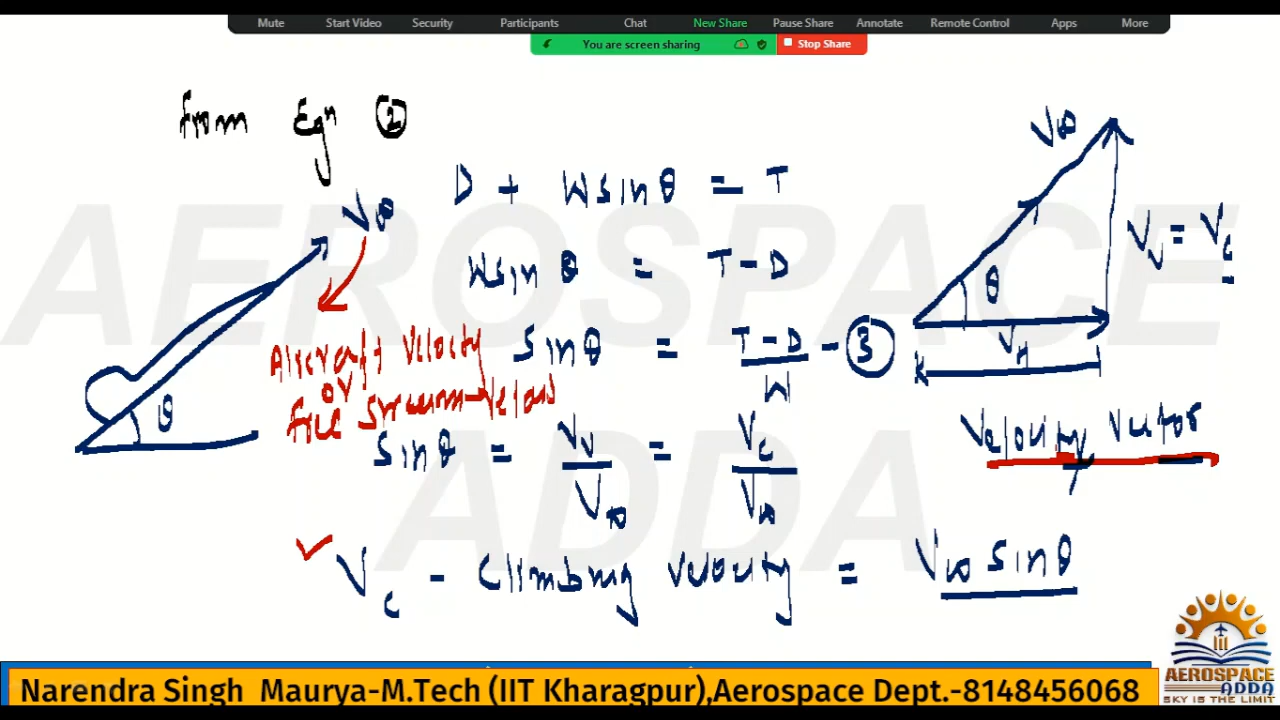 Mute Start Video Security Participants Chat New Share Pause Share Annotate Remote Control Apps More
You are screen sharing Stop Share
from Eqn ②
V∞
D + W sinθ = T
W sinθ = T - D
sinθ = T - D / W - ③
Aircraft Velocity
or
free stream velocity
θ
sinθ = Vv / V∞ = Vc / V∞
✓ Vc - Climbing velocity = V∞ sinθ
V∞
Vv = Vc
θ
VH
Velocity Vector
AEROSPACE
ADDA
Narendra Singh Maurya-M.Tech (IIT Kharagpur),Aerospace Dept.-8148456068
AEROSPACE
ADDA
SKY IS THE LIMIT